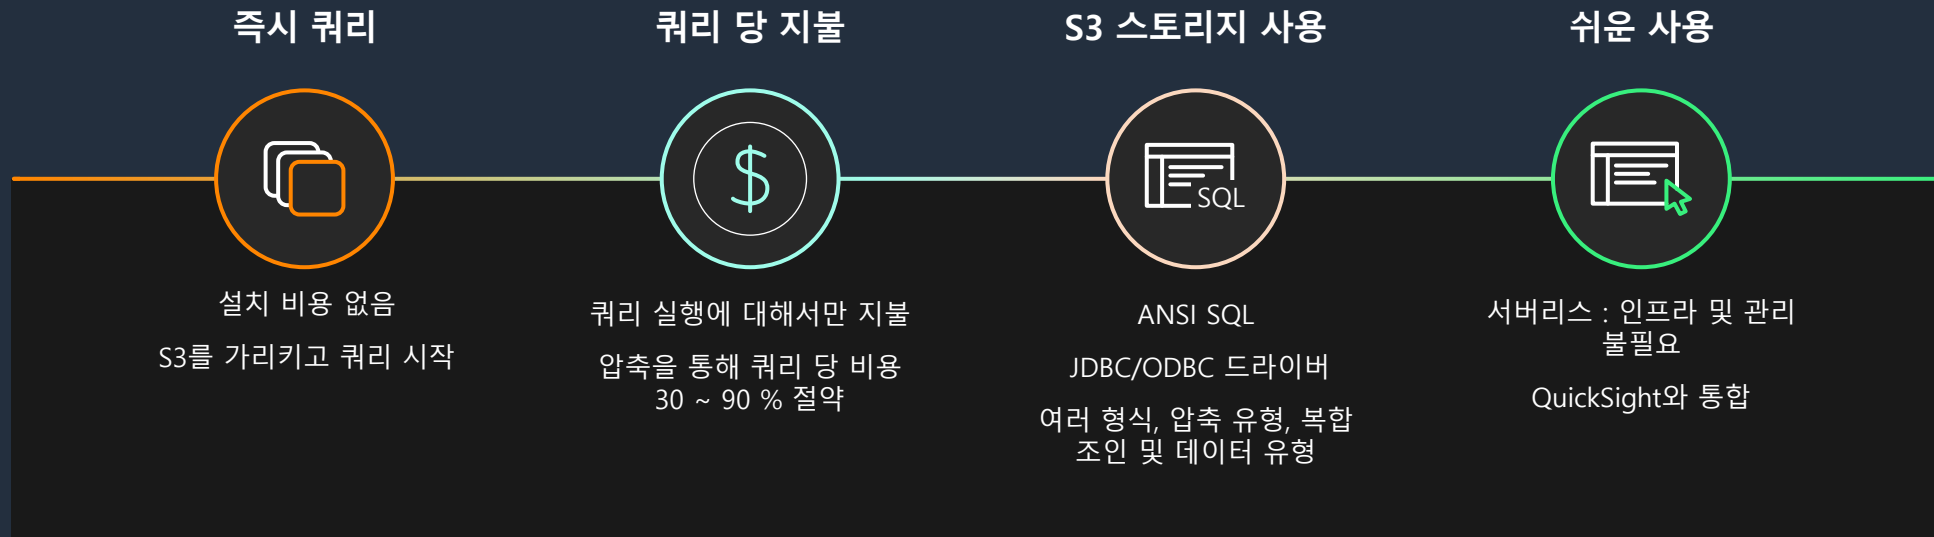 즉시 쿼리
쿼리 당 지불
S3 스토리지 사용
쉬운 사용
$
SQL
설치 비용 없음
S3를 가리키고 쿼리 시작
쿼리 실행에 대해서만 지불
압축을 통해 쿼리 당 비용
30 ~ 90 % 절약
ANSI SQL
JDBC/ODBC 드라이버
여러 형식, 압축 유형, 복합
조인 및 데이터 유형
서버리스 : 인프라 및 관리
불필요
QuickSight와 통합